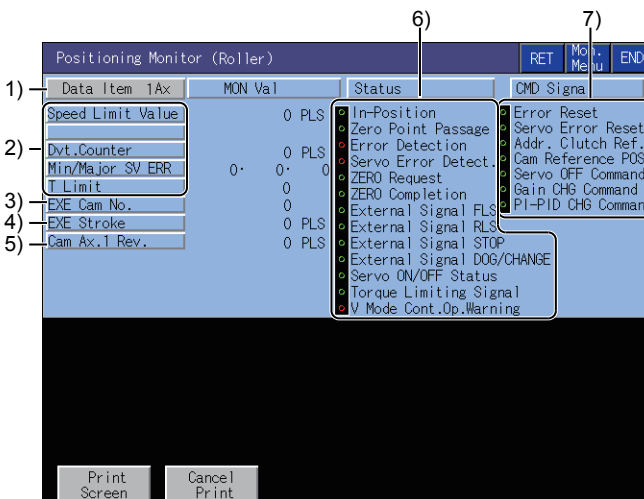 6) 7)
Positioning Monitor (Roller) RET Mon. Menu END
1) Data Item 1Ax MON Val Status CMD Signa
2)
Speed Limit Value 0 PLS
Dvt.Counter 0 PLS
Min/Major SV ERR 0· 0· 0
T Limit 0
3) EXE Cam No. 0
4) EXE Stroke 0 PLS
5) Cam Ax.1 Rev. 0 PLS
In-Position
Zero Point Passage
Error Detection
Servo Error Detect.
ZERO Request
ZERO Completion
External Signal FLS
External Signal RLS
External Signal STOP
External Signal DOG/CHANGE
Servo ON/OFF Status
Torque Limiting Signal
V Mode Cont.Op.Warning
Error Reset
Servo Error Reset
Addr. Clutch Ref.
Cam Reference POS
Servo OFF Command
Gain CHG Command
PI-PID CHG Comman
Print Screen
Cancel Print